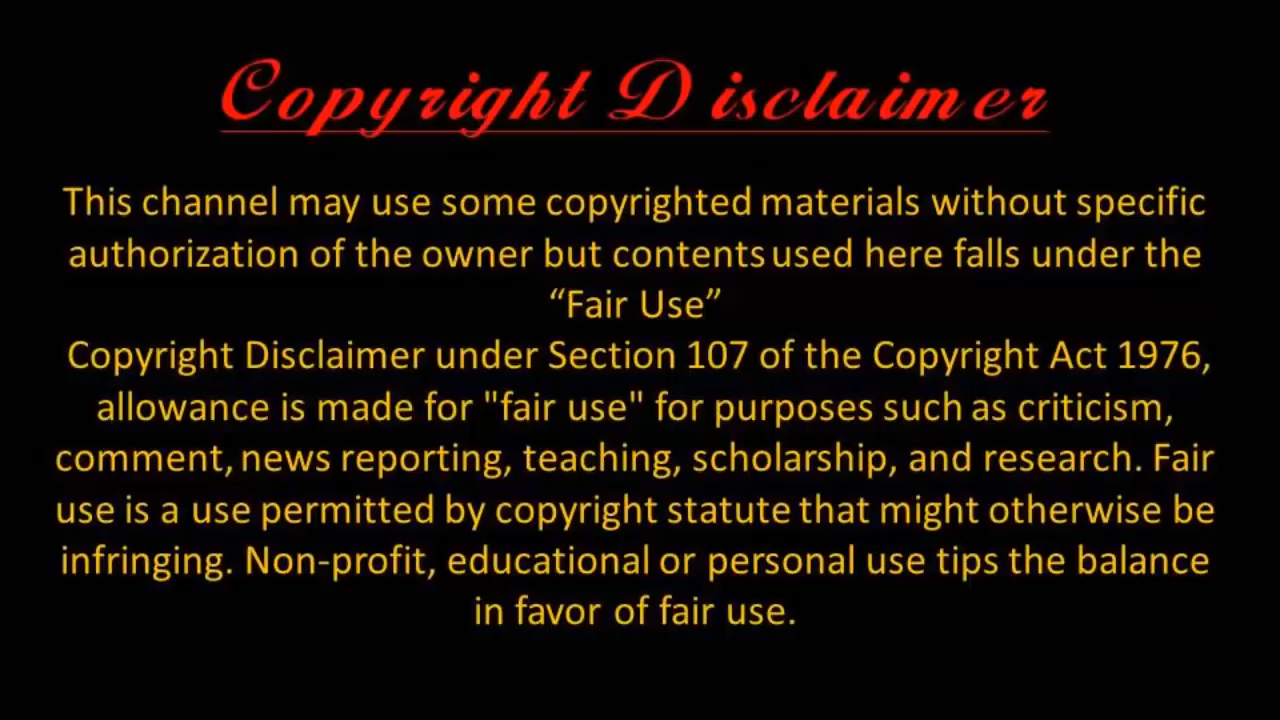 Copyright Disclaimer
This channel may use some copyrighted materials without specific
authorization of the owner but contents used here falls under the
“Fair Use”
Copyright Disclaimer under Section 107 of the Copyright Act 1976,
allowance is made for "fair use" for purposes such as criticism,
comment, news reporting, teaching, scholarship, and research. Fair
use is a use permitted by copyright statute that might otherwise be
infringing. Non-profit, educational or personal use tips the balance
in favor of fair use.